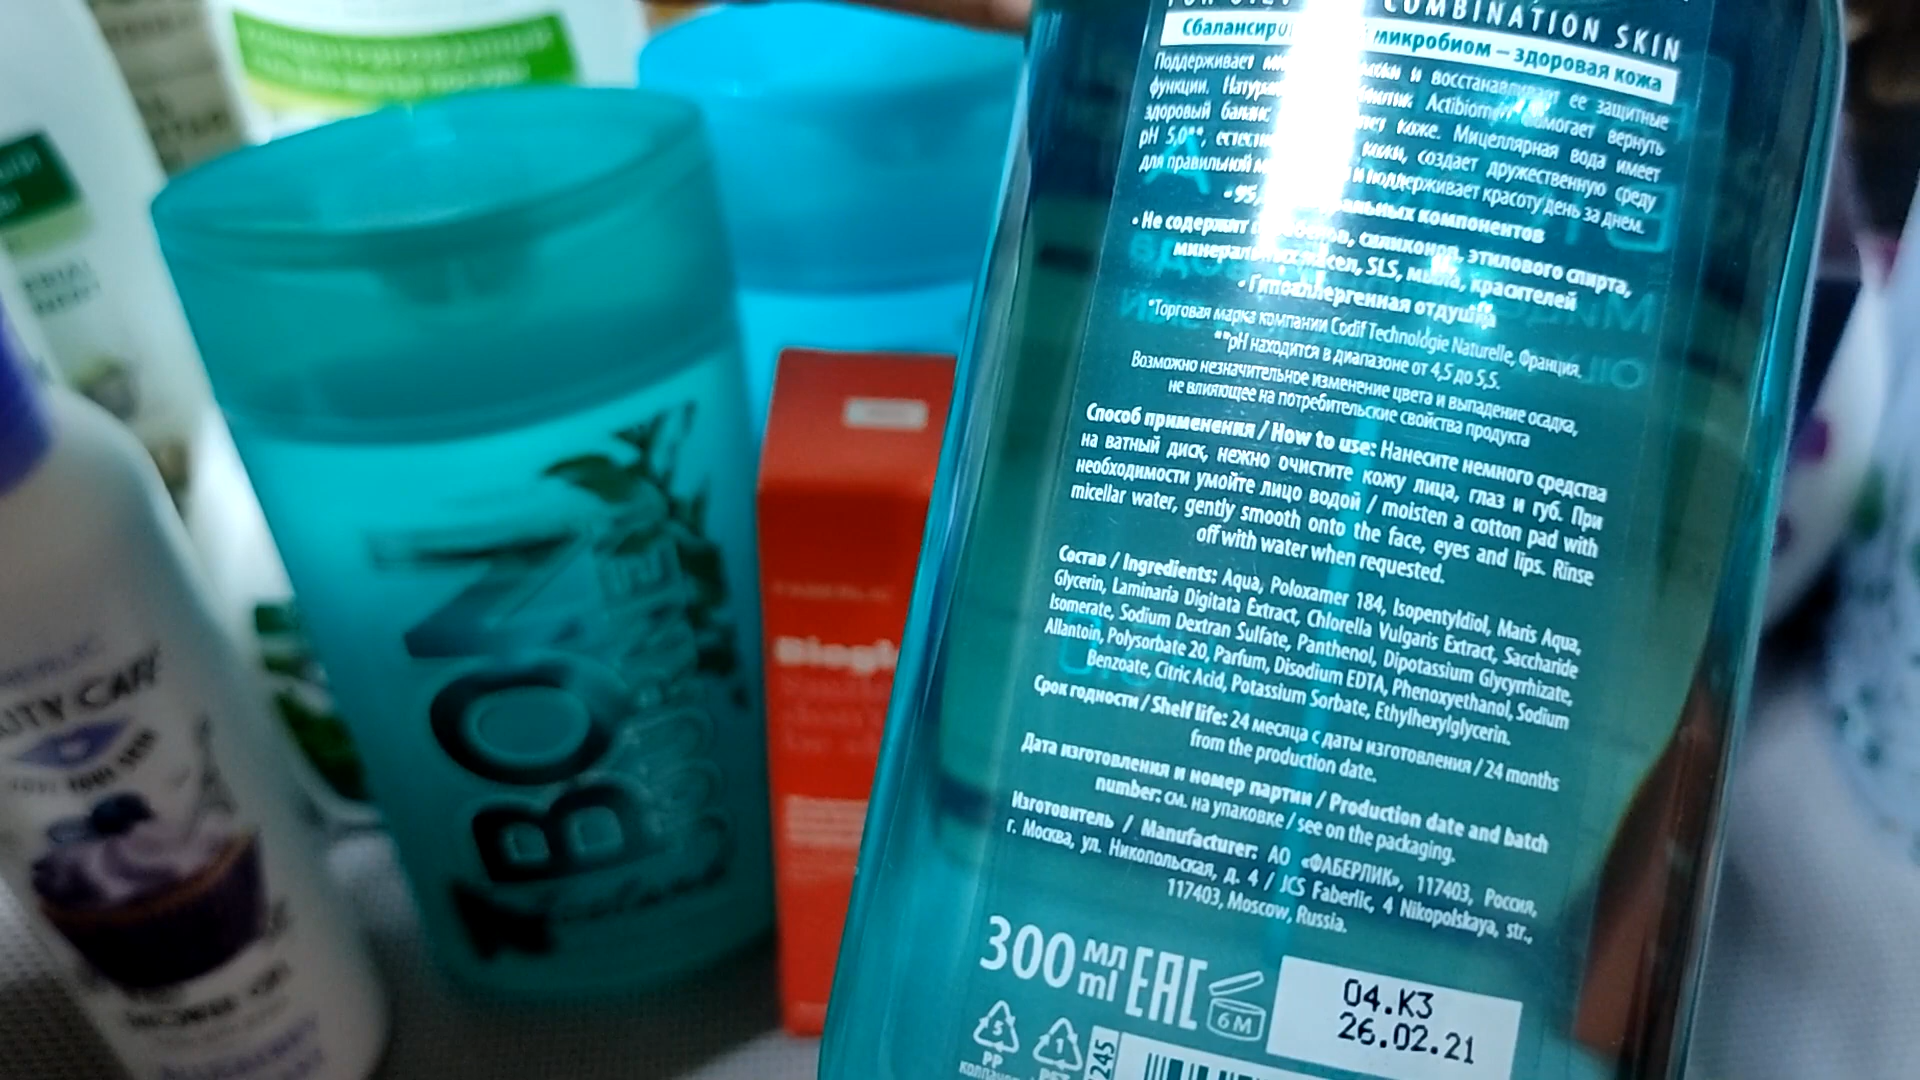 COMBINATION SKIN
микробиом – здоровая кожа
Поддерживает и восстанавливает ее защитные
функции. Actibiome помогает вернуть
здоровый баланс коже. Мицеллярная вода имеет
pH 5,0**, кожи, создает дружественную среду
для правильной и поддерживает красоту день за днем.
компонентов
• Не содержит силиконов, этилового спирта,
минеральных масел, SLS, мыла, красителей
• Гипоаллергенная отдушка
*Торговая марка компании Codif Technologie Naturelle, Франция.
**pH находится в диапазоне от 4,5 до 5,5.
Возможно незначительное изменение цвета и выпадение осадка,
не влияющее на потребительские свойства продукта
Способ применения / How to use: Нанесите немного средства
на ватный диск, нежно очистите кожу лица, глаз и губ. При
необходимости умойте лицо водой / moisten a cotton pad with
micellar water, gently smooth onto the face, eyes and lips. Rinse
off with water when requested.
Состав / Ingredients: Aqua, Poloxamer 184, Isopentyldiol, Maris Aqua,
Glycerin, Laminaria Digitata Extract, Chlorella Vulgaris Extract, Saccharide
Isomerate, Sodium Dextran Sulfate, Panthenol, Dipotassium Glycyrrhizate,
Allantoin, Polysorbate 20, Parfum, Disodium EDTA, Phenoxyethanol, Sodium
Benzoate, Citric Acid, Potassium Sorbate, Ethylhexylglycerin.
Срок годности / Shelf life: 24 месяца с даты изготовления / 24 months
from the production date.
Дата изготовления и номер партии / Production date and batch
number: см. на упаковке / see on the packaging.
Изготовитель / Manufacturer: АО «ФАБЕРЛИК», 117403, Россия,
г. Москва, ул. Никопольская, д. 4 / JCS Faberlic, 4 Nikopolskaya, str.,
117403, Moscow, Russia.
300 мл ml EAC 6 M
04.K3
26.02.21
5 PP
1
245
BON